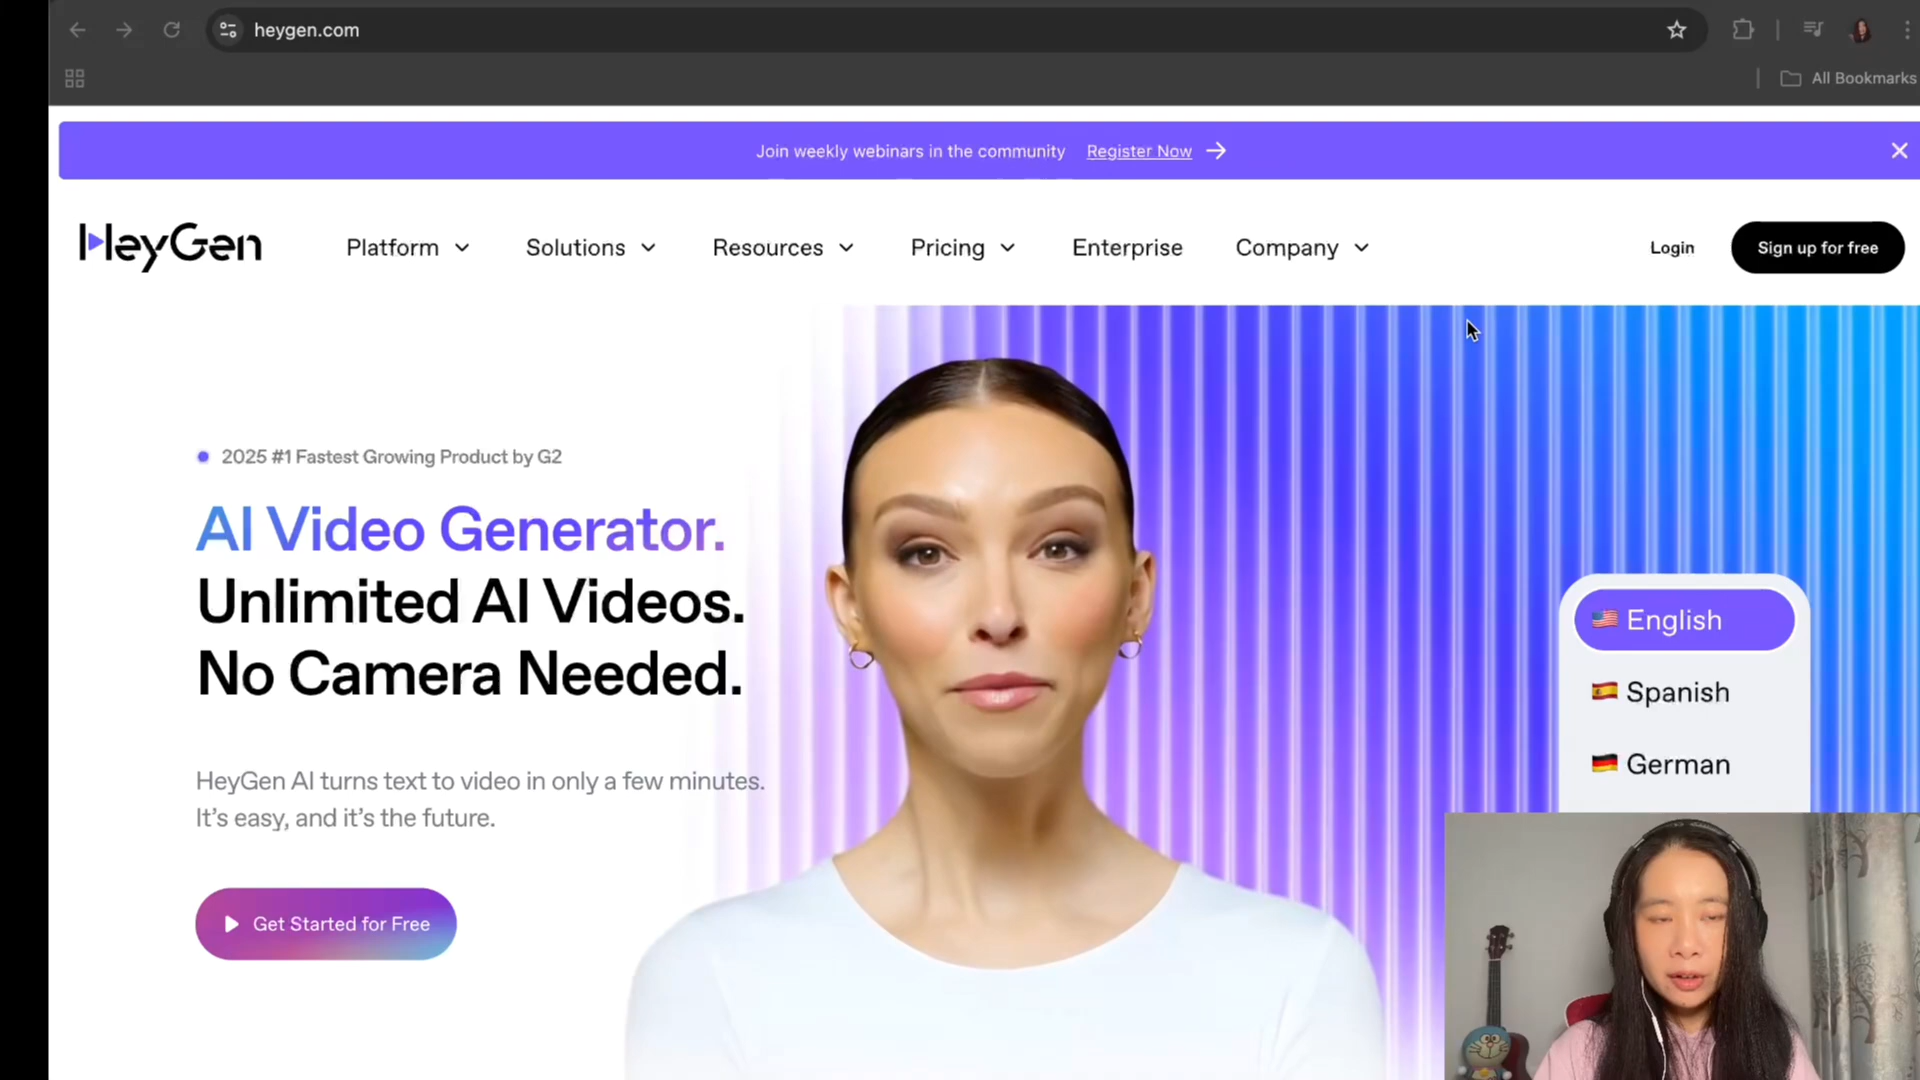 heygen.com
All Bookmarks
Join weekly webinars in the community Register Now
HeyGen Platform Solutions Resources Pricing Enterprise Company Login Sign up for free
2025 #1 Fastest Growing Product by G2
AI Video Generator.
Unlimited AI Videos.
No Camera Needed.
HeyGen AI turns text to video in only a few minutes.
It's easy, and it's the future.
Get Started for Free
English
Spanish
German